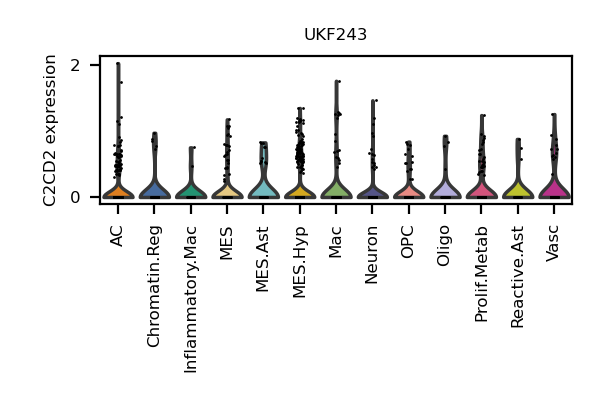 UKF243
C2CD2 expression
2
0
AC
Chromatin.Reg
Inflammatory.Mac
MES
MES.Ast
MES.Hyp
Mac
Neuron
OPC
Oligo
Prolif.Metab
Reactive.Ast
Vasc